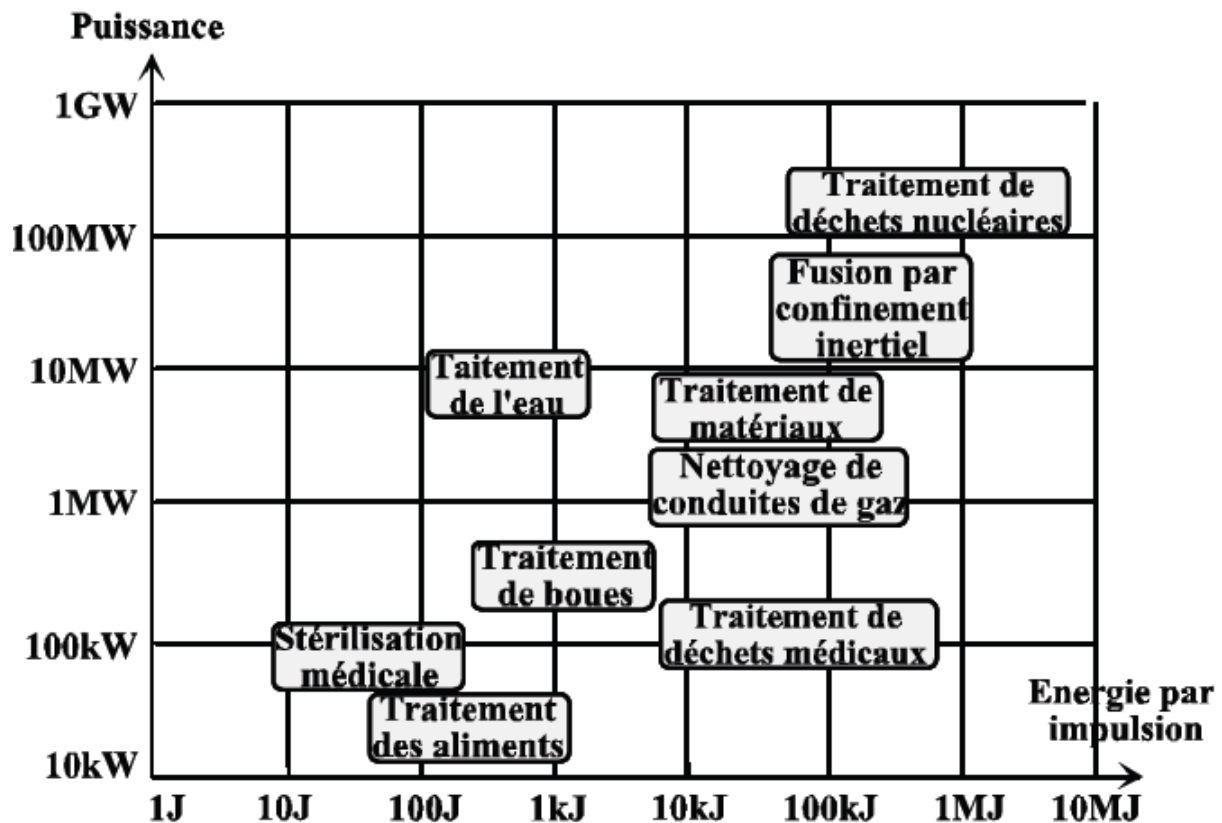 Puissance
1GW
Traitement de
déchets nucléaires
100MW
Fusion par
confinement
inertiel
10MW
Taitement
de l'eau
Traitement de
matériaux
Nettoyage de
conduites de gaz
1MW
Traitement
de boues
Traitement de
déchets médicaux
100kW
Stérilisation
médicale
Traitement
des aliments
Energie par
impulsion
10kW
1J 10J 100J 1kJ 10kJ 100kJ 1MJ 10MJ